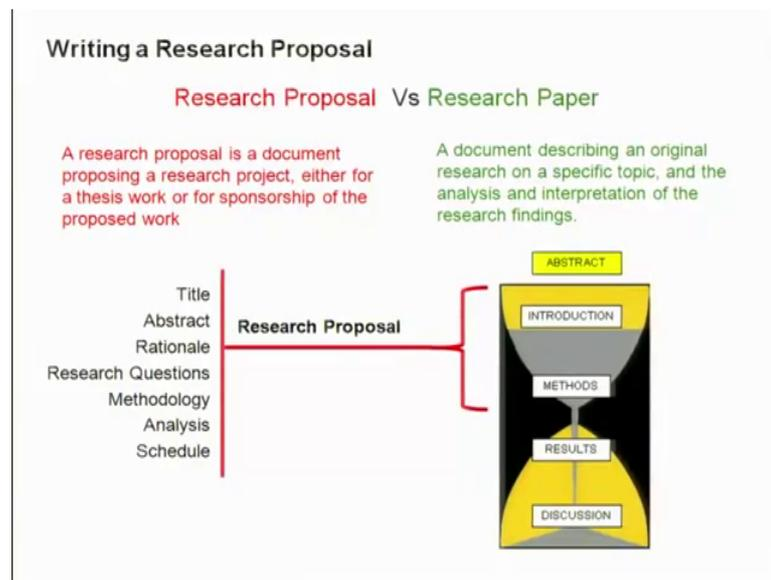 Writing a Research Proposal
Research Proposal Vs Research Paper
A research proposal is a document
proposing a research project, either for
a thesis work or for sponsorship of the
proposed work
A document describing an original
research on a specific topic, and the
analysis and interpretation of the
research findings.
Title
Abstract
Rationale
Research Questions
Methodology
Analysis
Schedule
Research Proposal
ABSTRACT
INTRODUCTION
METHODS
RESULTS
DISCUSSION